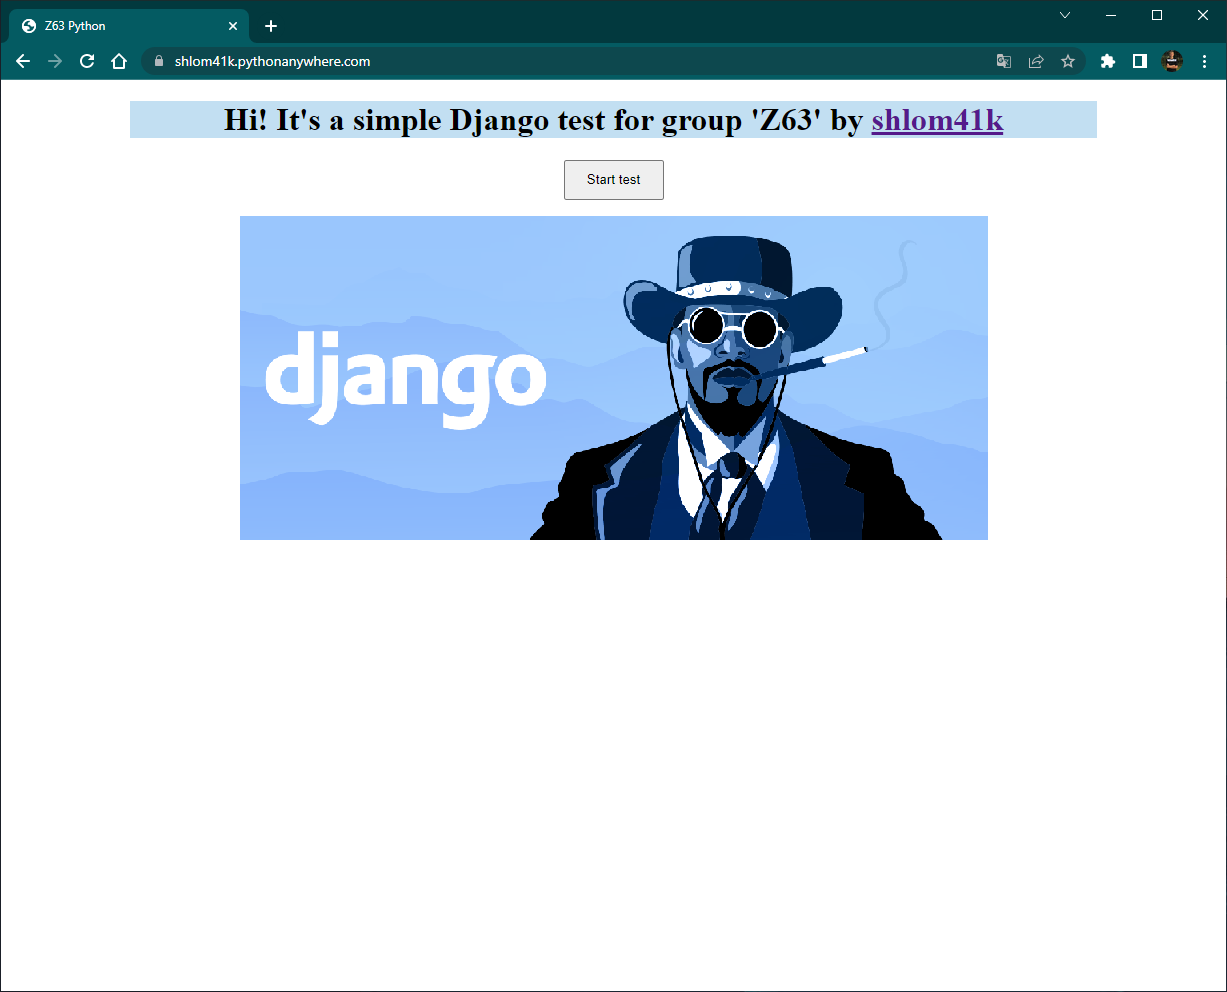 Z63 Python
shlom41k.pythonanywhere.com
Hi! It's a simple Django test for group 'Z63' by shlom41k
Start test
django